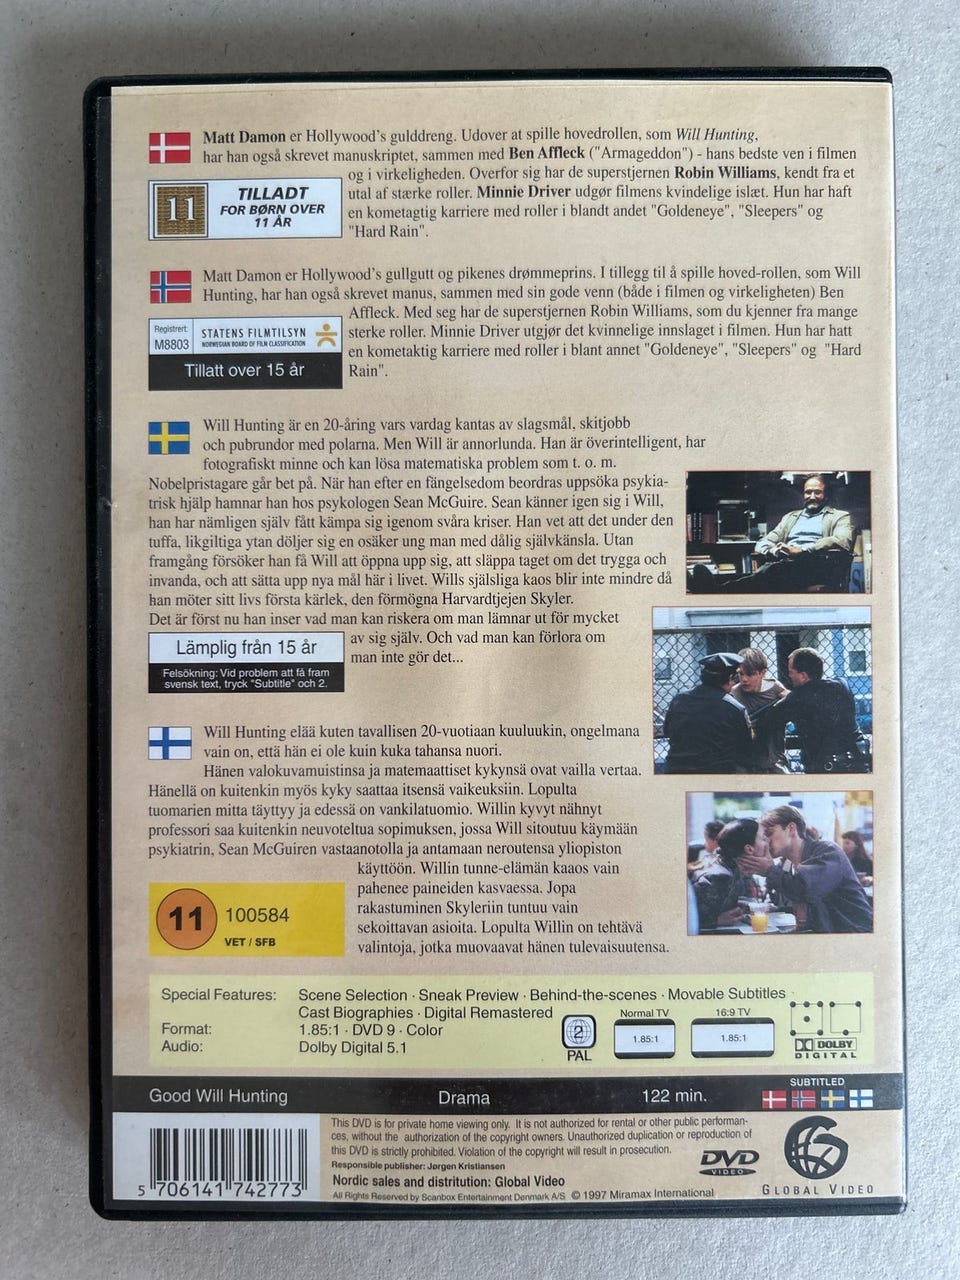 Matt Damon er Hollywood's gulddreng. Udover at spille hovedrollen, som Will Hunting,
har han også skrevet manuskriptet, sammen med Ben Affleck ("Armageddon") - hans bedste ven i filmen
og i virkeligheden. Overfor sig har de superstjernen Robin Williams, kendt fra et
utal af stærke roller. Minnie Driver udgør filmens kvindelige islæt. Hun har haft
en kometagtig karriere med roller i blandt andet "Goldeneye", "Sleepers" og
"Hard Rain".
11
TILLADT
FOR BØRN OVER
11 ÅR
Matt Damon er Hollywood's gullgutt og pikenes drømmeprins. I tillegg til å spille hoved-rollen, som Will
Hunting, har han også skrevet manus, sammen med sin gode venn (både i filmen og virkeligheten) Ben
Affleck. Med seg har de superstjernen Robin Williams, som du kjenner fra mange
sterke roller. Minnie Driver utgjør det kvinnelige innslaget i filmen. Hun har hatt
en kometaktig karriere med roller i blant annet "Goldeneye", "Sleepers" og "Hard
Rain".
Registrert:
M8803
STATENS FILMTILSYN
NORWEGIAN BOARD OF FILM CLASSIFICATION
Tillatt over 15 år
Will Hunting är en 20-åring vars vardag kantas av slagsmål, skitjobb
och pubrundor med polarna. Men Will är annorlunda. Han är överintelligent, har
fotografiskt minne och kan lösa matematiska problem som t. o. m.
Nobelpristagare går bet på. När han efter en fängelsedom beordras uppsöka psykia-
trisk hjälp hamnar han hos psykologen Sean McGuire. Sean känner igen sig i Will,
han har nämligen själv fått kämpa sig igenom svåra kriser. Han vet att det under den
tuffa, likgiltiga ytan döljer sig en osäker ung man med dålig självkänsla. Utan
framgång försöker han få Will att öppna upp sig, att släppa taget om det trygga och
invanda, och att sätta upp nya mål här i livet. Wills själsliga kaos blir inte mindre då
han möter sitt livs första kärlek, den förmögna Harvardtjejen Skyler.
Det är först nu han inser vad man kan riskera om man lämnar ut för mycket
av sig själv. Och vad man kan förlora om
man inte gör det...
Lämplig från 15 år
Felsökning: Vid problem att få fram
svensk text, tryck "Subtitle" och 2.
Will Hunting elää kuten tavallisen 20-vuotiaan kuuluukin, ongelmana
vain on, että hän ei ole kuin kuka tahansa nuori.
Hänen valokuvamuistinsa ja matemaattiset kykynsä ovat vailla vertaa.
Hänellä on kuitenkin myös kyky saattaa itsensä vaikeuksiin. Lopulta
tuomarien mitta täyttyy ja edessä on vankilatuomio. Willin kyvyt nähnyt
professori saa kuitenkin neuvoteltua sopimuksen, jossa Will sitoutuu käymään
psykiatrin, Sean McGuiren vastaanotolla ja antamaan neroutensa yliopiston
käyttöön. Willin tunne-elämän kaaos vain
pahenee paineiden kasvaessa. Jopa
rakastuminen Skyleriin tuntuu vain
sekoittavan asioita. Lopulta Willin on tehtävä
valintoja, jotka muovaavat hänen tulevaisuutensa.
11
100584
VET / SFB
Special Features: Scene Selection · Sneak Preview · Behind-the-scenes · Movable Subtitles
Cast Biographies · Digital Remastered
Format: 1.85:1 · DVD 9 · Color
Audio: Dolby Digital 5.1
2
PAL
Normal TV
1.85:1
16:9 TV
1.85:1
DOLBY
DIGITAL
Good Will Hunting Drama 122 min.
SUBTITLED
This DVD is for private home viewing only. It is not authorized for rental or other public performan-
ces, without the authorization of the copyright owners. Unauthorized duplication or reproduction of
this DVD is strictly prohibited. Violation of the copyright will result in prosecution.
Responsible publisher: Jørgen Kristiansen
Nordic sales and distribution: Global Video
All Rights Reserved by Scanbox Entertainment Denmark A/S © 1997 Miramax International
5 706141 742773
DVD
VIDEO
GLOBAL VIDEO